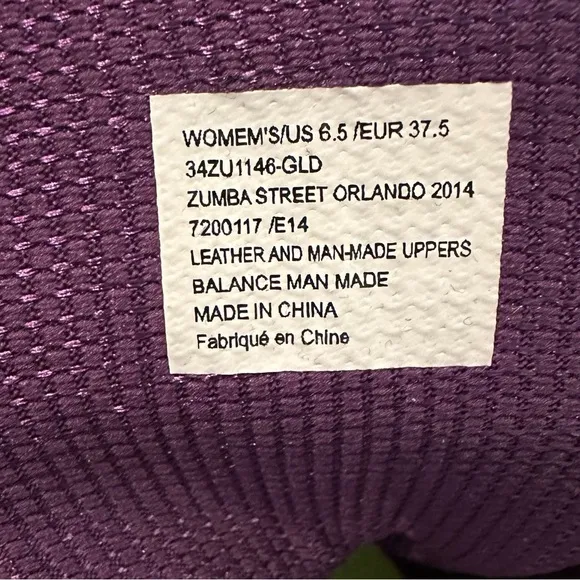 WOMEM'S/US 6.5 /EUR 37.5
34ZU1146-GLD
ZUMBA STREET ORLANDO 2014
7200117 /E14
LEATHER AND MAN-MADE UPPERS
BALANCE MAN MADE
MADE IN CHINA
Fabriqué en Chine